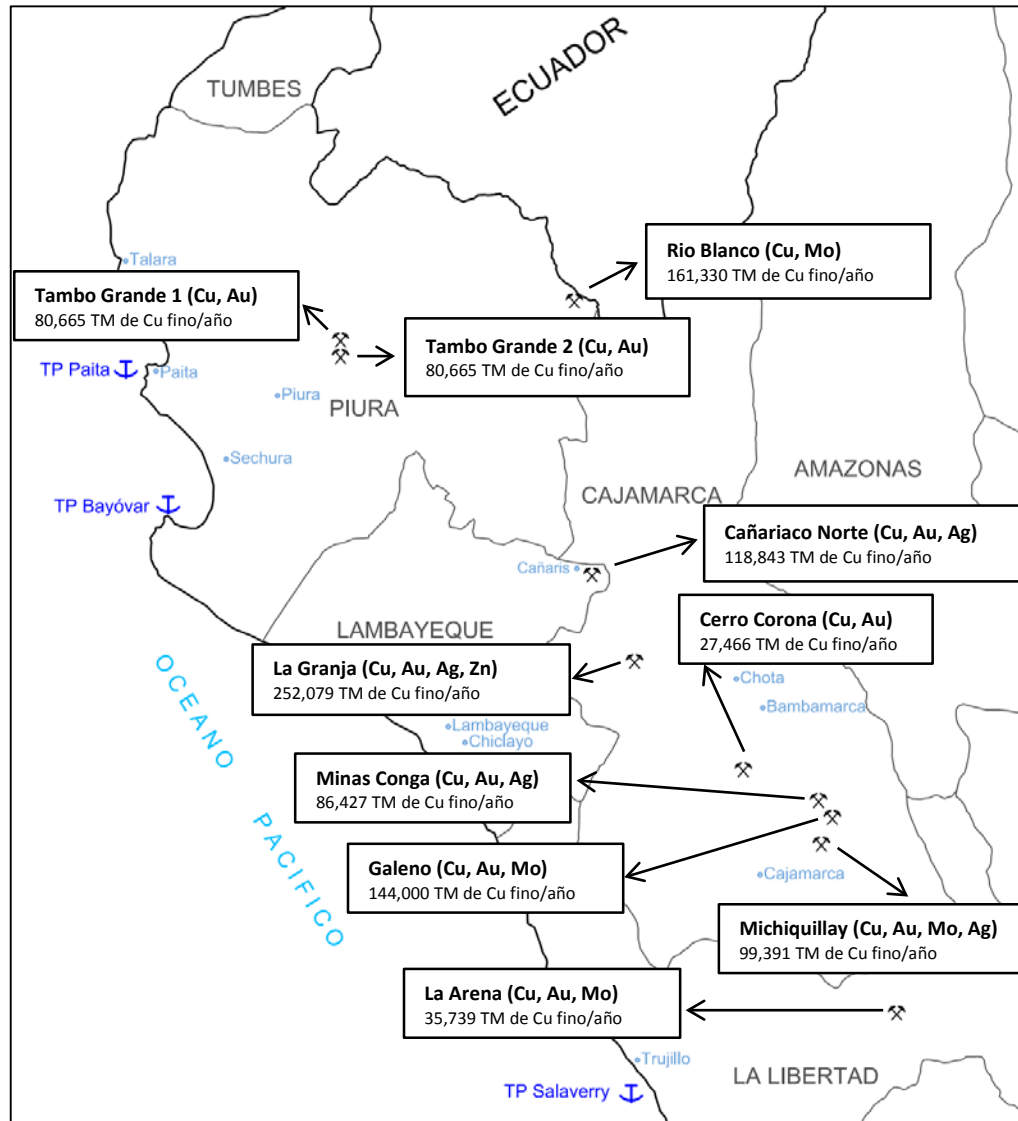 ECUADOR
TUMBES
Talara
Rio Blanco (Cu, Mo)
161,330 TM de Cu fino/año
Tambo Grande 1 (Cu, Au)
80,665 TM de Cu fino/año
Tambo Grande 2 (Cu, Au)
80,665 TM de Cu fino/año
TP Paita
Paita
Piura
PIURA
Sechura
AMAZONAS
CAJAMARCA
TP Bayóvar
Cañariaco Norte (Cu, Au, Ag)
118,843 TM de Cu fino/año
Cañaris
LAMBAYEQUE
Cerro Corona (Cu, Au)
27,466 TM de Cu fino/año
La Granja (Cu, Au, Ag, Zn)
252,079 TM de Cu fino/año
Chota
Bambamarca
Lambayeque
Chiclayo
OCEANO PACIFICO
Minas Conga (Cu, Au, Ag)
86,427 TM de Cu fino/año
Galeno (Cu, Au, Mo)
144,000 TM de Cu fino/año
Cajamarca
Michiquillay (Cu, Au, Mo, Ag)
99,391 TM de Cu fino/año
La Arena (Cu, Au, Mo)
35,739 TM de Cu fino/año
Trujillo
LA LIBERTAD
TP Salaverry